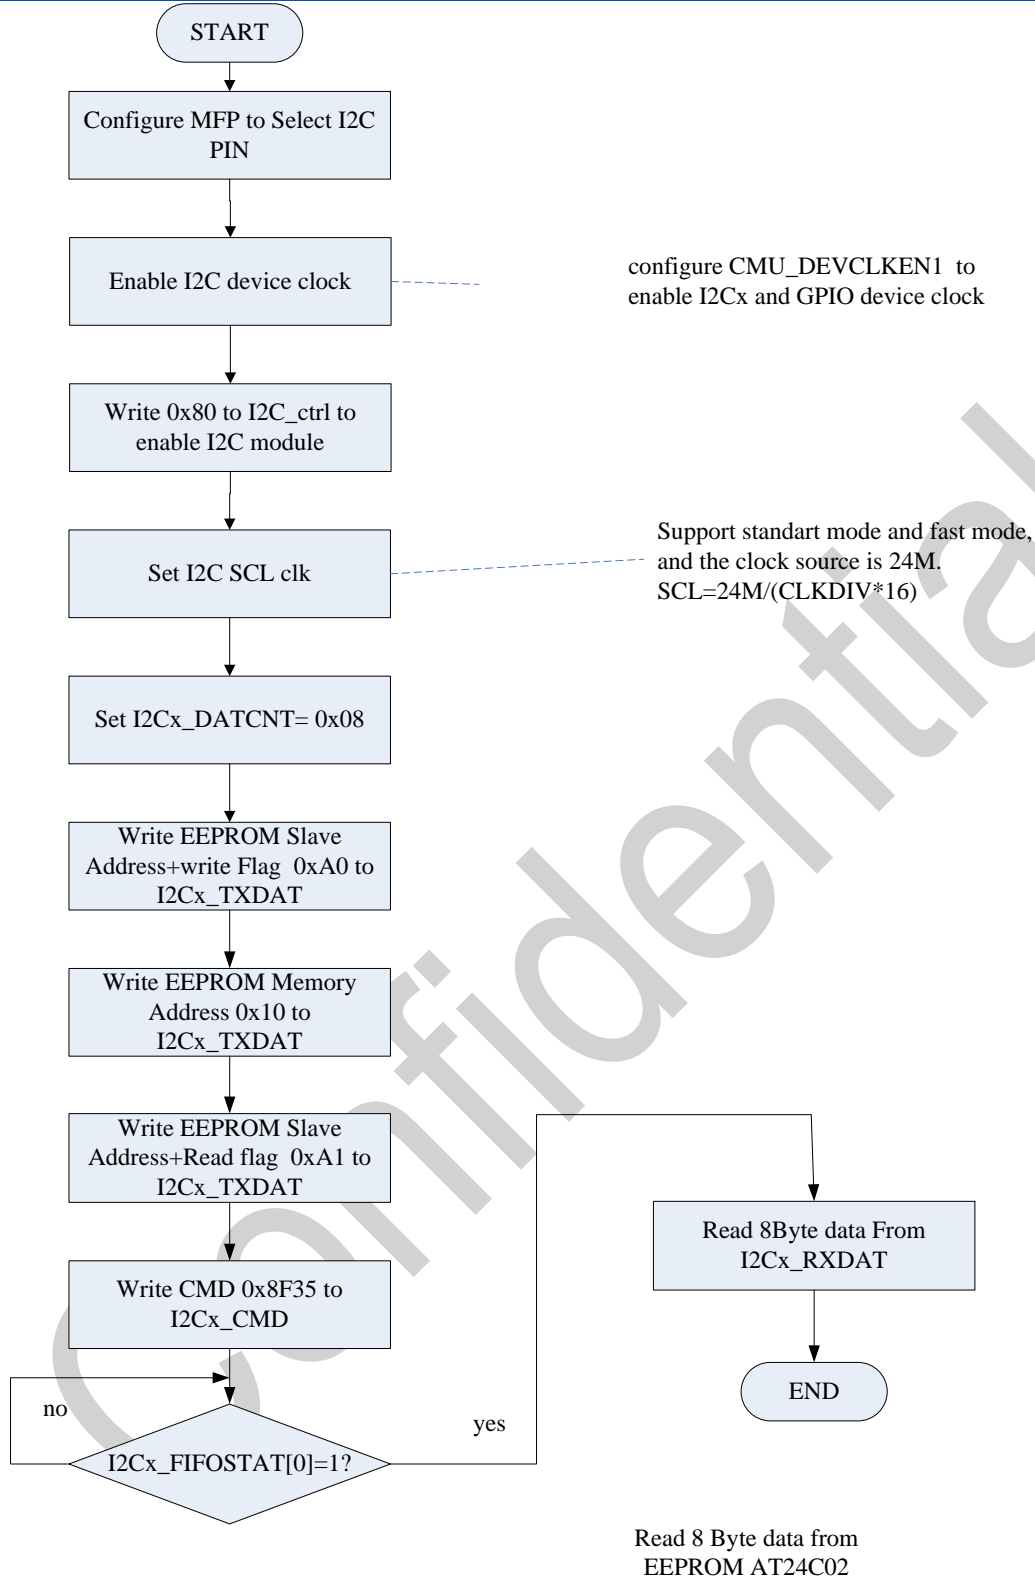 START
Configure MFP to Select I2C
PIN
Enable I2C device clock
configure CMU_DEVCLKEN1  to
enable I2Cx and GPIO device clock
Write 0x80 to I2C_ctrl to
enable I2C module
Set I2C SCL clk
Support standart mode and fast mode,
and the clock source is 24M.
SCL=24M/(CLKDIV*16)
Set I2Cx_DATCNT= 0x08
Write EEPROM Slave
Address+write Flag  0xA0 to
I2Cx_TXDAT
Write EEPROM Memory
Address 0x10 to
I2Cx_TXDAT
Write EEPROM Slave
Address+Read flag  0xA1 to
I2Cx_TXDAT
Write CMD 0x8F35 to
I2Cx_CMD
no
I2Cx_FIFOSTAT[0]=1?
yes
Read 8Byte data From
I2Cx_RXDAT
END
Read 8 Byte data from
EEPROM AT24C02
Confidential